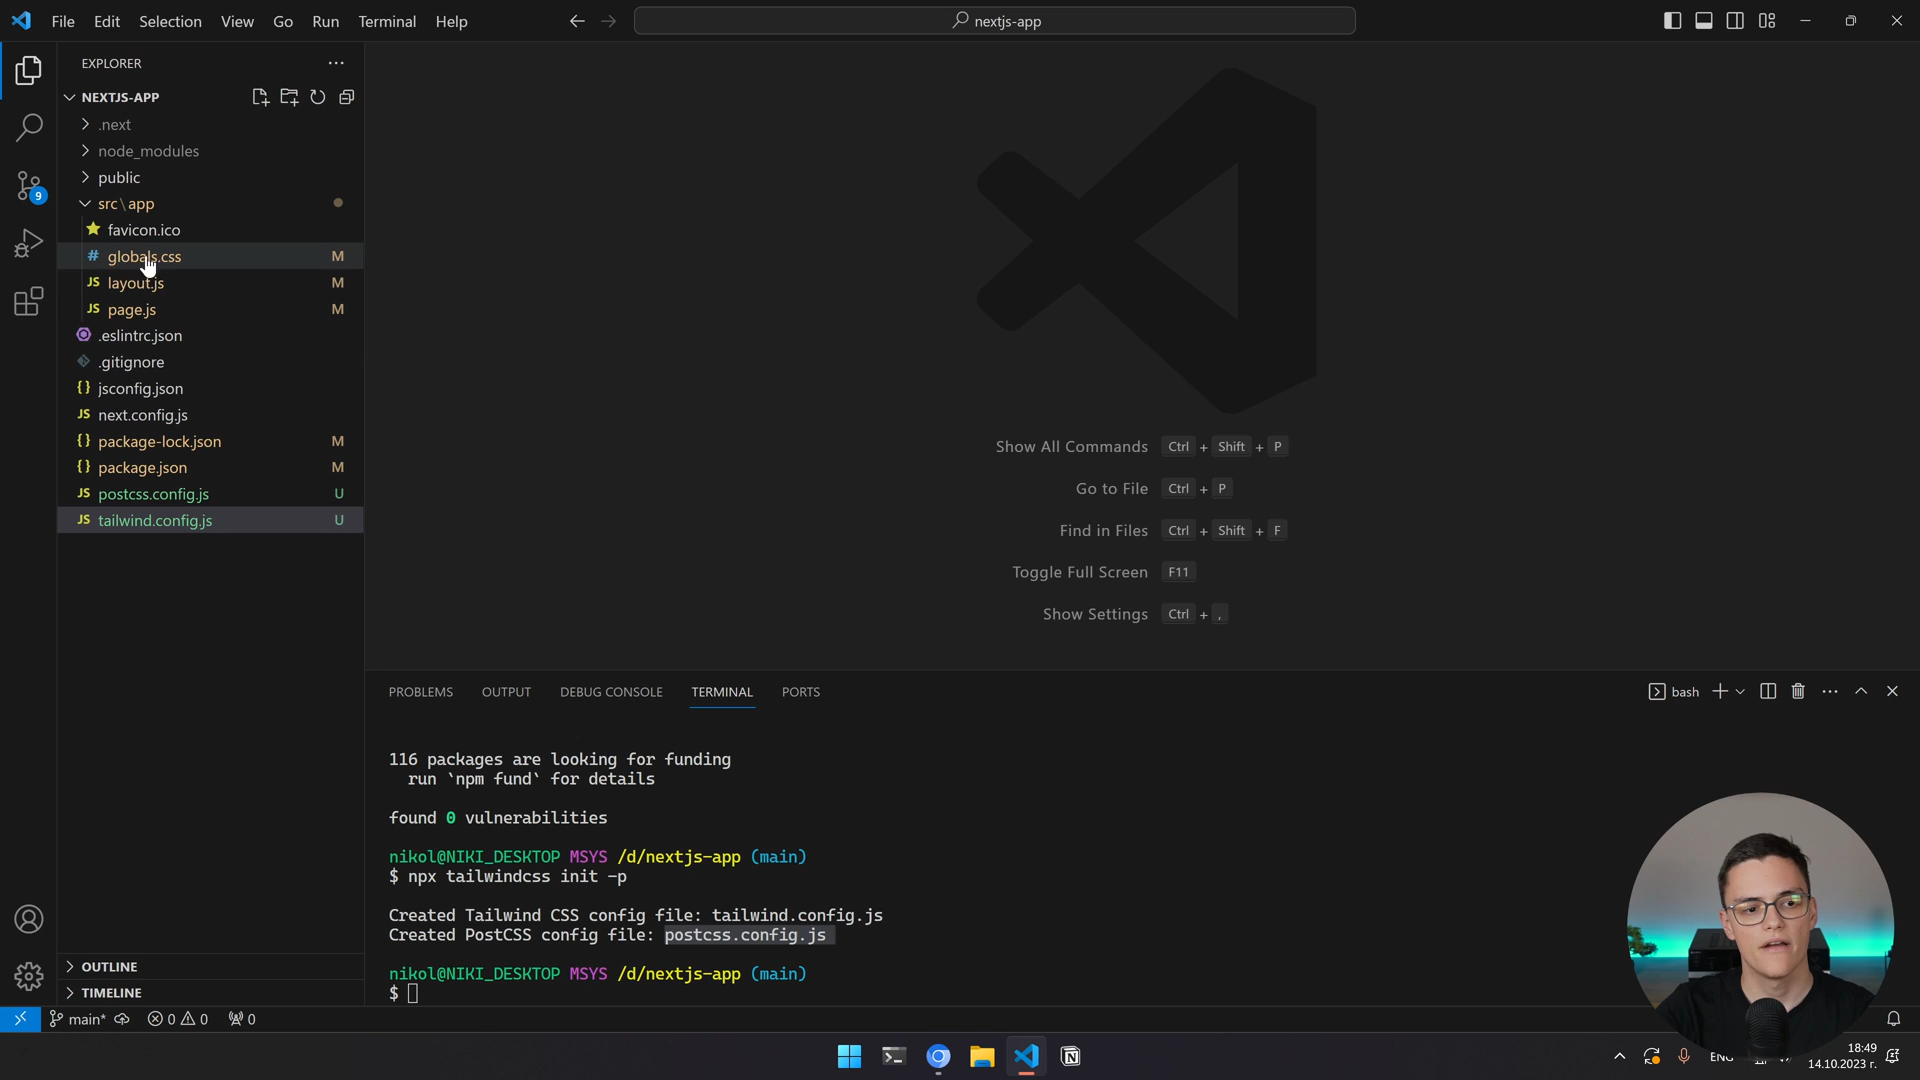 File Edit Selection View Go Run Terminal Help
nextjs-app
EXPLORER
NEXTJS-APP
.next
node_modules
public
src\app
favicon.ico
# globals.css M
JS layout.js M
JS page.js M
.eslintrc.json
.gitignore
{} jsconfig.json
JS next.config.js
{} package-lock.json M
{} package.json M
JS postcss.config.js U
JS tailwind.config.js U
9
Show All Commands Ctrl + Shift + P
Go to File Ctrl + P
Find in Files Ctrl + Shift + F
Toggle Full Screen F11
Show Settings Ctrl + ,
PROBLEMS OUTPUT DEBUG CONSOLE TERMINAL PORTS
bash
116 packages are looking for funding
run `npm fund` for details
found 0 vulnerabilities
nikol@NIKI_DESKTOP MSYS /d/nextjs-app (main)
$ npx tailwindcss init -p
Created Tailwind CSS config file: tailwind.config.js
Created PostCSS config file: postcss.config.js
nikol@NIKI_DESKTOP MSYS /d/nextjs-app (main)
$
OUTLINE
TIMELINE
main* 0 0 0
ENG
18:49
14.10.2023 г.